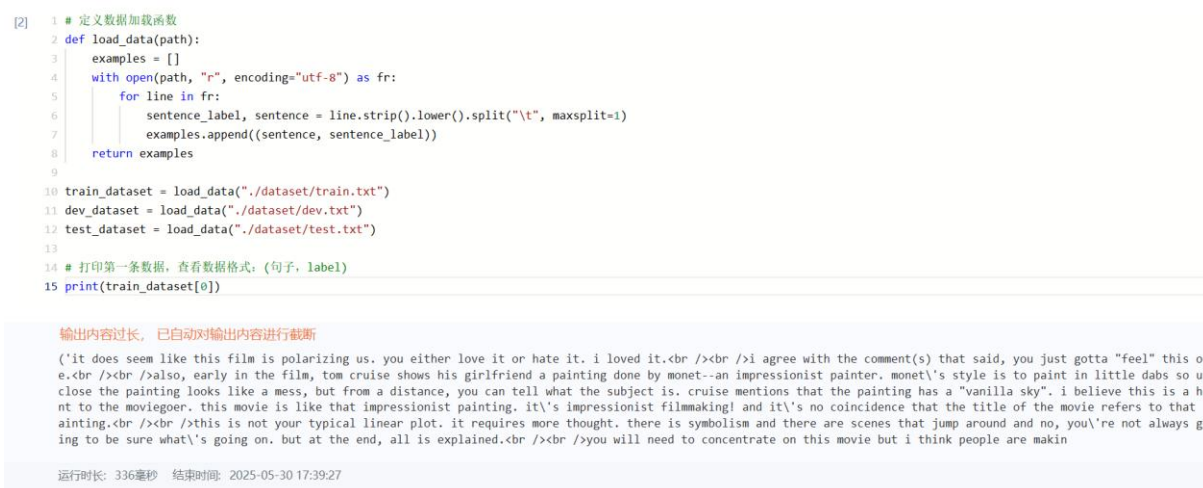 [2]
1 # 定义数据加载函数
2 def load_data(path):
3     examples = []
4     with open(path, "r", encoding="utf-8") as fr:
5         for line in fr:
6             sentence_label, sentence = line.strip().lower().split("\t", maxsplit=1)
7             examples.append((sentence, sentence_label))
8     return examples
9
10 train_dataset = load_data("./dataset/train.txt")
11 dev_dataset = load_data("./dataset/dev.txt")
12 test_dataset = load_data("./dataset/test.txt")
13
14 # 打印第一条数据，查看数据格式：(句子，label)
15 print(train_dataset[0])
输出内容过长，已自动对输出内容进行截断
('it does seem like this film is polarizing us. you either love it or hate it. i loved it.<br /><br />i agree with the comment(s) that said, you just gotta "feel" this o
e.<br /><br />also, early in the film, tom cruise shows his girlfriend a painting done by monet--an impressionist painter. monet\'s style is to paint in little dabs so u
close the painting looks like a mess, but from a distance, you can tell what the subject is. cruise mentions that the painting has a "vanilla sky". i believe this is a h
nt to the moviegoer. this movie is like that impressionist painting. it\'s impressionist filmmaking! and it\'s no coincidence that the title of the movie refers to that
ainting.<br /><br />this is not your typical linear plot. it requires more thought. there is symbolism and there are scenes that jump around and no, you\'re not always g
ing to be sure what\'s going on. but at the end, all is explained.<br /><br />you will need to concentrate on this movie but i think people are makin
运行时长: 336毫秒 结束时间: 2025-05-30 17:39:27